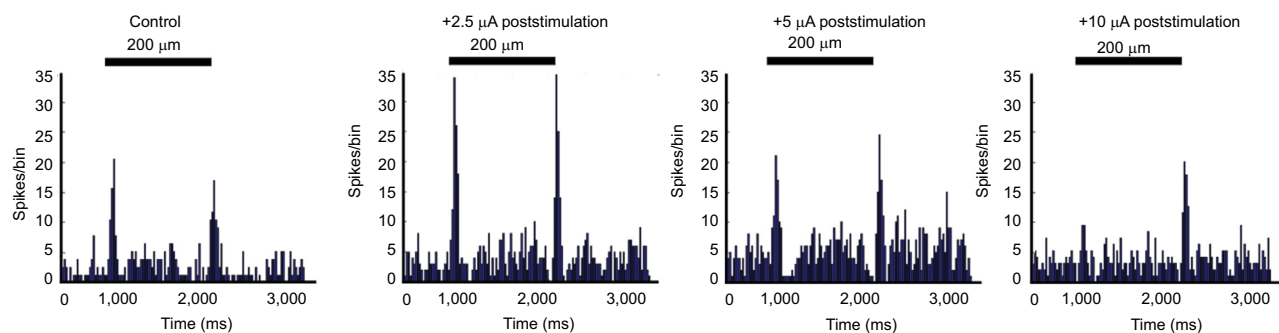 Control
200 μm
35
30
25
20
15
10
5
0
Spikes/bin
0 1,000 2,000 3,000
Time (ms)
+2.5 μA poststimulation
200 μm
35
30
25
20
15
10
5
0
Spikes/bin
0 1,000 2,000 3,000
Time (ms)
+5 μA poststimulation
200 μm
35
30
25
20
15
10
5
0
Spikes/bin
0 1,000 2,000 3,000
Time (ms)
+10 μA poststimulation
200 μm
35
30
25
20
15
10
5
0
Spikes/bin
0 1,000 2,000 3,000
Time (ms)